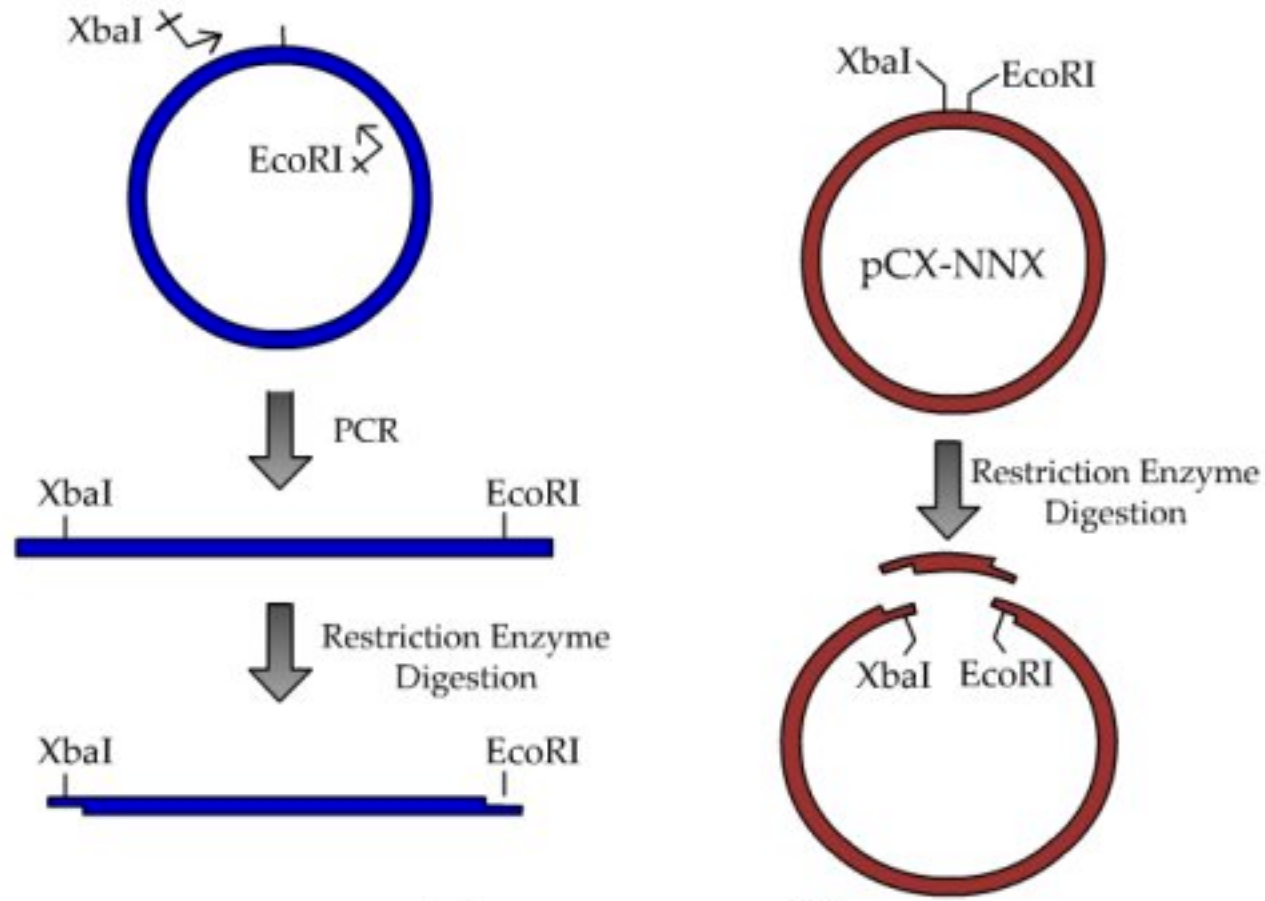 XbaI
EcoRI
PCR
XbaI
EcoRI
Restriction Enzyme
Digestion
XbaI
EcoRI
XbaI
EcoRI
pCX-NNX
Restriction Enzyme
Digestion
XbaI
EcoRI